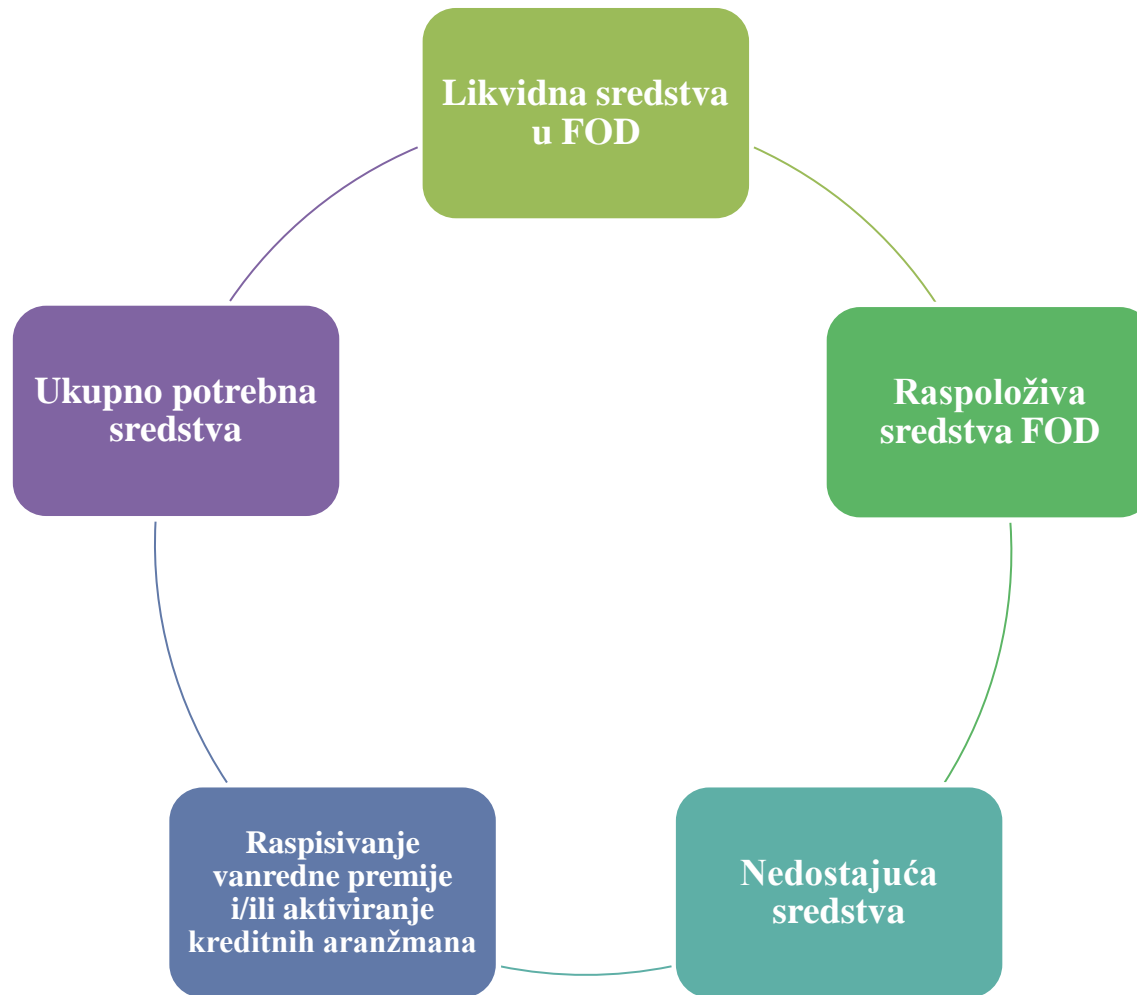 Likvidna sredstva
u FOD
Raspoloživa
sredstva FOD
Nedostajuća
sredstva
Raspisivanje
vanredne premije
i/ili aktiviranje
kreditnih aranžmana
Ukupno potrebna
sredstva